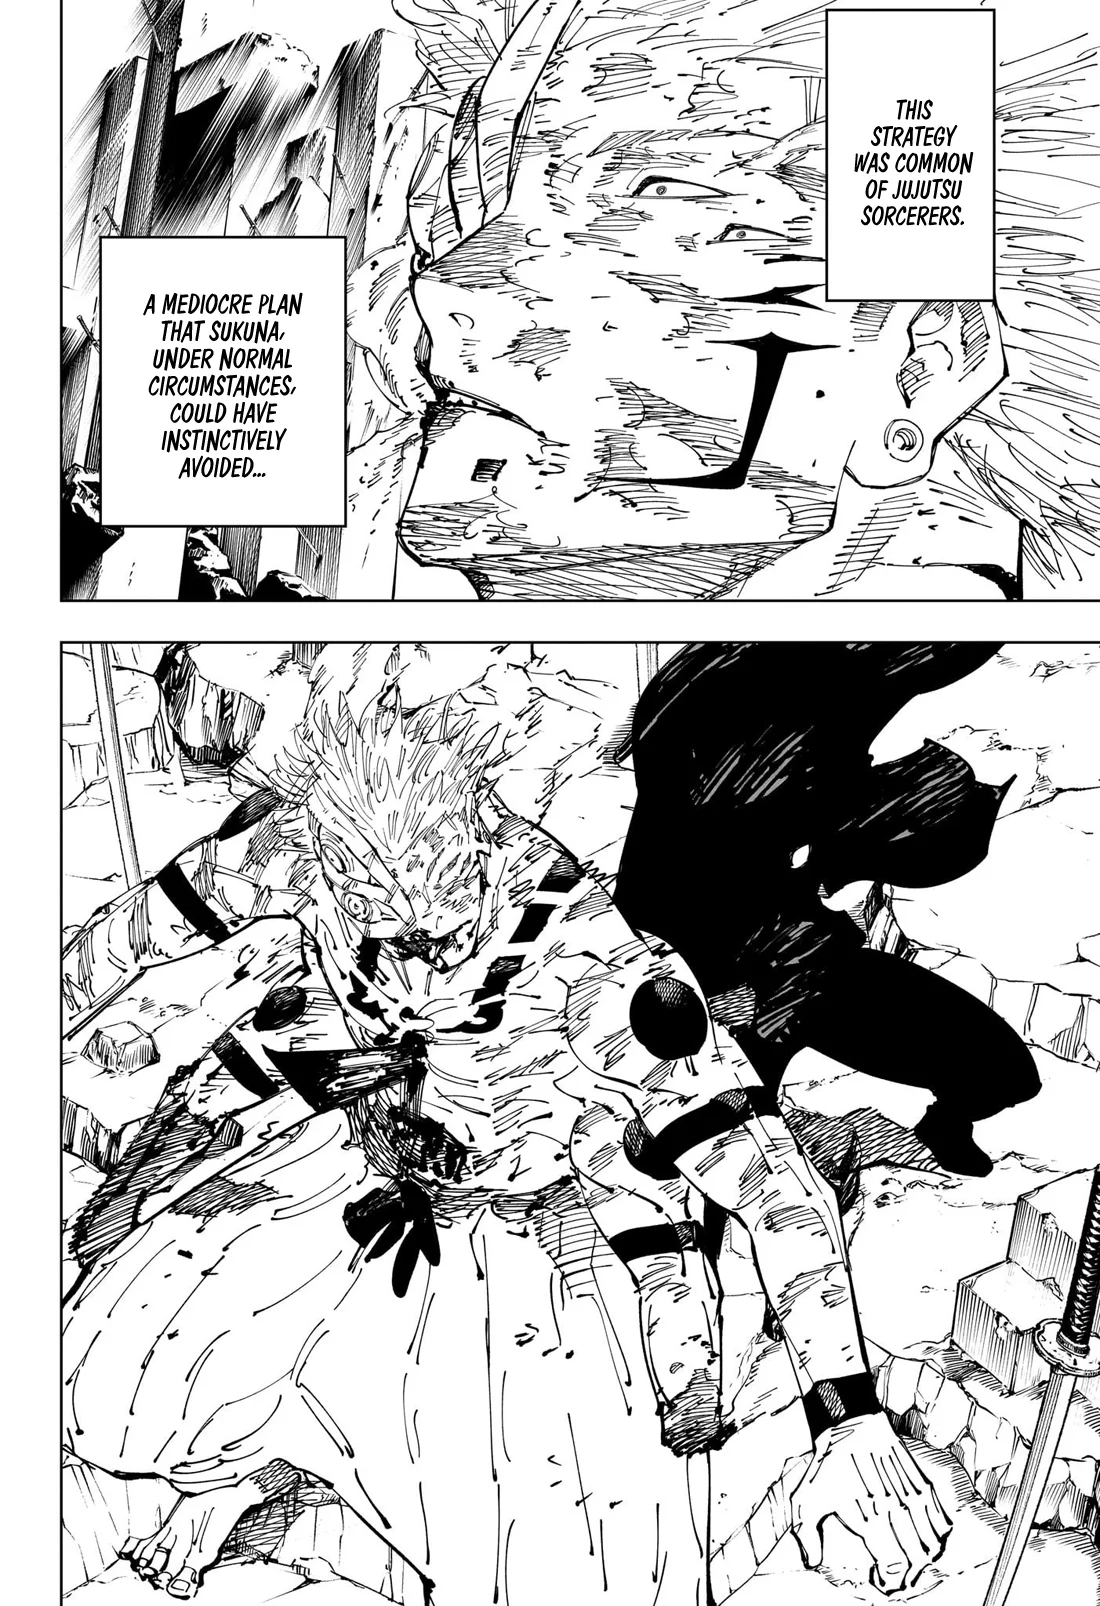 THIS
STRATEGY
WAS COMMON
OF JUJUTSU
SORCERERS.
A MEDIOCRE PLAN
THAT SUKUNA,
UNDER NORMAL
CIRCUMSTANCES,
COULD HAVE
INSTINCTIVELY
AVOIDED...